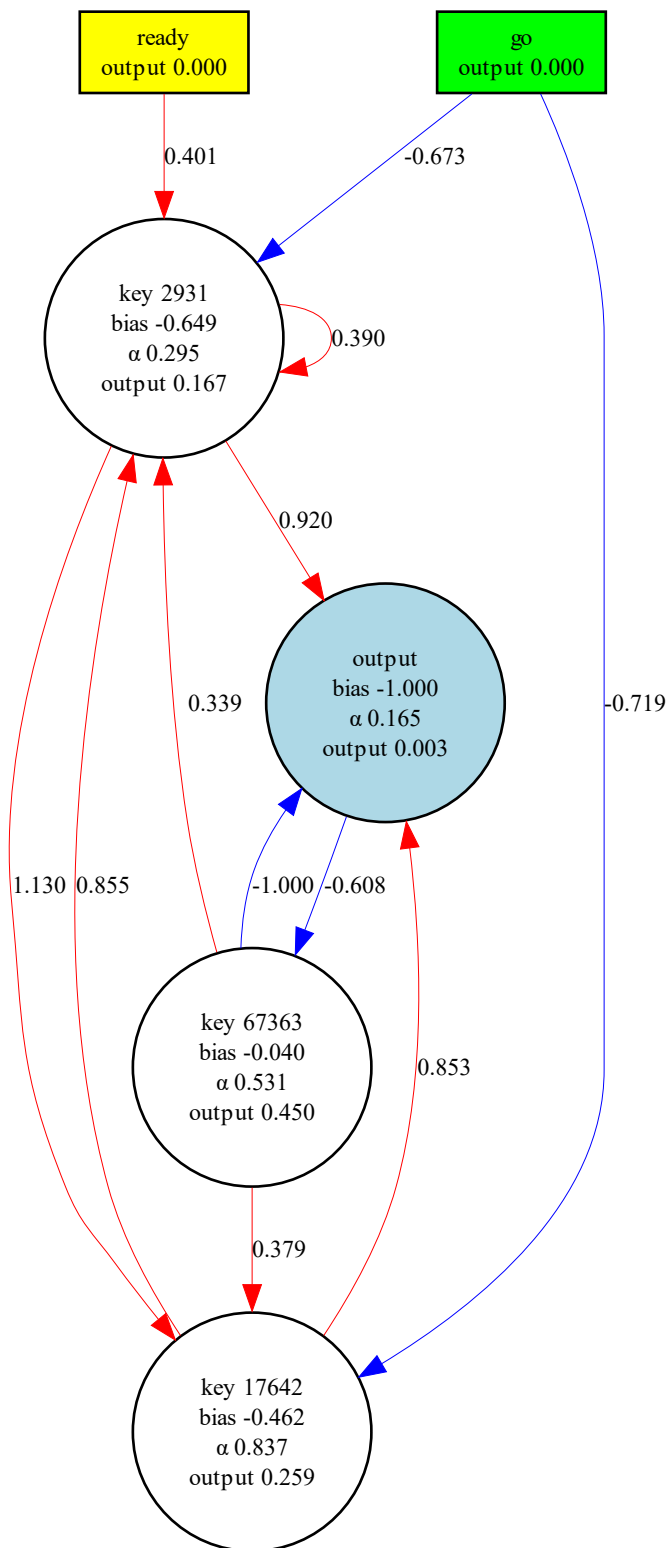 ready
output 0.000
go
output 0.000
0.401
-0.673
key 2931
bias -0.649
α 0.295
output 0.167
0.390
0.920
output
bias -1.000
α 0.165
output 0.003
0.339
-0.719
1.130
0.855
-1.000
-0.608
0.853
key 67363
bias -0.040
α 0.531
output 0.450
0.379
key 17642
bias -0.462
α 0.837
output 0.259